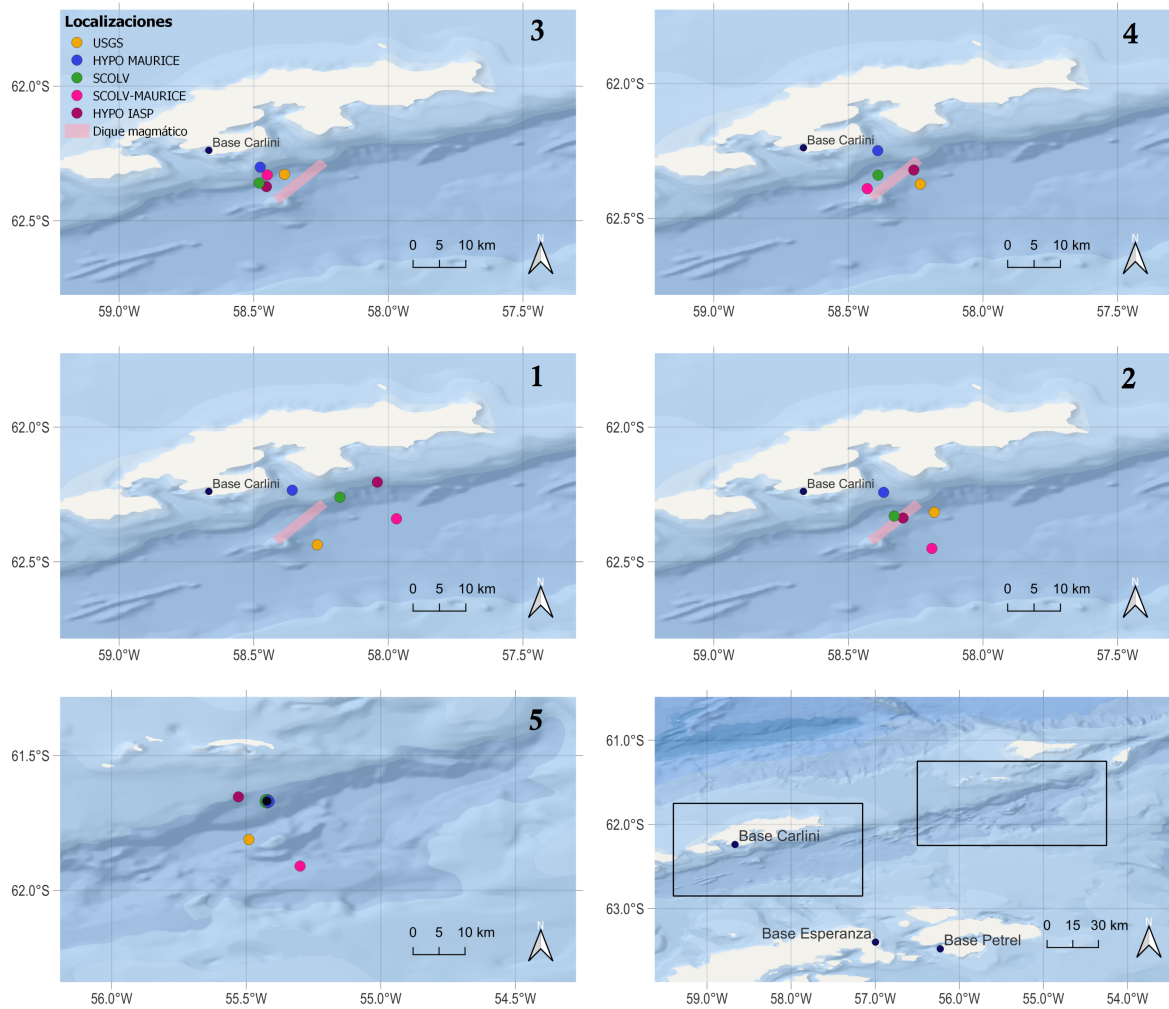 Localizaciones
USGS
HYPO MAURICE
SCOLV
SCOLV-MAURICE
HYPO IASP
Dique magmático
3
62.0°S
Base Carlini
62.5°S
0 5 10 km
N
59.0°W 58.5°W 58.0°W 57.5°W
4
62.0°S
Base Carlini
62.5°S
0 5 10 km
N
59.0°W 58.5°W 58.0°W 57.5°W
1
62.0°S
Base Carlini
62.5°S
0 5 10 km
N
59.0°W 58.5°W 58.0°W 57.5°W
2
62.0°S
Base Carlini
62.5°S
0 5 10 km
N
59.0°W 58.5°W 58.0°W 57.5°W
5
61.5°S
62.0°S
0 5 10 km
N
56.0°W 55.5°W 55.0°W 54.5°W
61.0°S
62.0°S
Base Carlini
63.0°S
Base Esperanza
Base Petrel
0 15 30 km
N
59.0°W 58.0°W 57.0°W 56.0°W 55.0°W 54.0°W